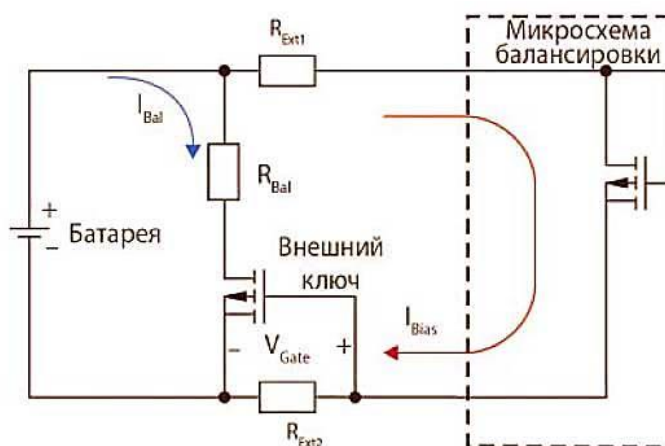 R_Ext1
Микросхема
балансировки
I_Bal
R_Bal
+
Батарея
−
Внешний
ключ
I_Bias
− V_Gate +
R_Ext2